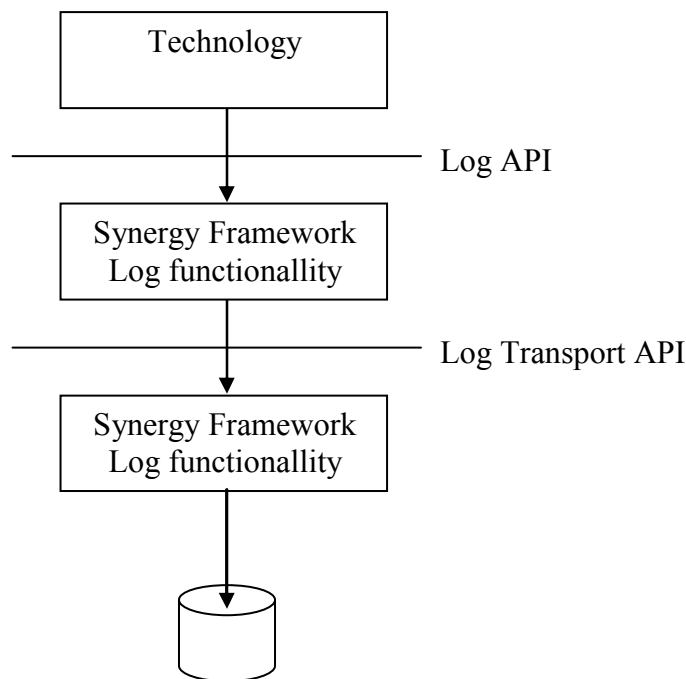 Technology
Log API
Synergy Framework
Log functionallity
Log Transport API
Synergy Framework
Log functionallity